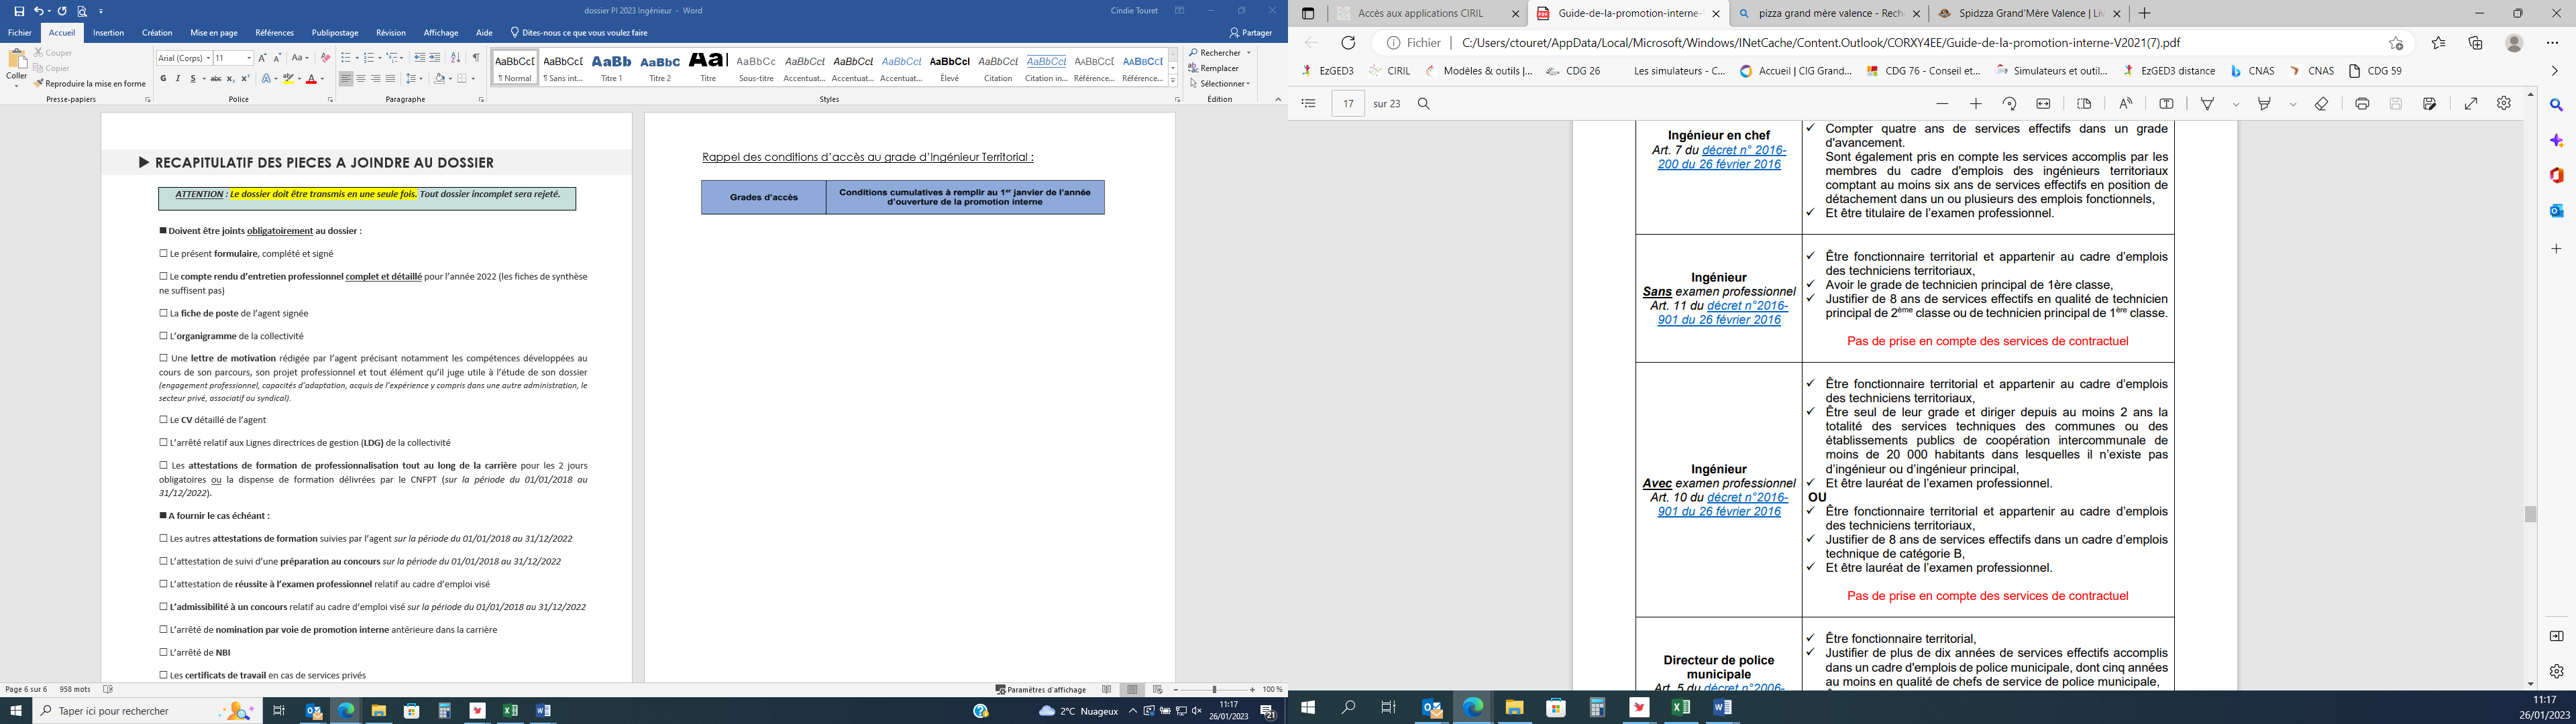 dossier PI 2023 Ingénieur - Word
Cindie Touret
Fichier Accueil Insertion Création Mise en page Références Publipostage Révision Affichage Aide Dites-nous ce que vous voulez faire Partager
Coller
Couper
Copier
Reproduire la mise en forme
Presse-papiers
Arial (Corps) 11
Police
Paragraphe
AaBbCcI AaBbCcI AaBb AaBbC AaI AaBbCc AaBbCcI AaBbCcI AaBbCcI AaBbCcI AaBbCcI AaBbCcI AaBbCcI AaBbCcI
¶ Normal ¶ Sans int... Titre 1 Titre 2 Titre Sous-titre Accentuat... Accentuat... Accentuat... Élevé Citation Citation in... Référence... Référence...
Styles
Rechercher
Remplacer
Sélectionner
Édition
RECAPITULATIF DES PIECES A JOINDRE AU DOSSIER
ATTENTION : Le dossier doit être transmis en une seule fois. Tout dossier incomplet sera rejeté.
■ Doivent être joints obligatoirement au dossier :
☐ Le présent formulaire, complété et signé
☐ Le compte rendu d'entretien professionnel complet et détaillé pour l'année 2022 (les fiches de synthèse
ne suffisent pas)
☐ La fiche de poste de l'agent signée
☐ L'organigramme de la collectivité
☐ Une lettre de motivation rédigée par l'agent précisant notamment les compétences développées au
cours de son parcours, son projet professionnel et tout élément qu'il juge utile à l'étude de son dossier
(engagement professionnel, capacités d'adaptation, acquis de l'expérience y compris dans une autre administration, le
secteur privé, associatif ou syndical).
☐ Le CV détaillé de l'agent
☐ L'arrêté relatif aux Lignes directrices de gestion (LDG) de la collectivité
☐ Les attestations de formation de professionnalisation tout au long de la carrière pour les 2 jours
obligatoires ou la dispense de formation délivrées par le CNFPT (sur la période du 01/01/2018 au
31/12/2022).
■ A fournir le cas échéant :
☐ Les autres attestations de formation suivies par l'agent sur la période du 01/01/2018 au 31/12/2022
☐ L'attestation de suivi d'une préparation au concours sur la période du 01/01/2018 au 31/12/2022
☐ L'attestation de réussite à l'examen professionnel relatif au cadre d'emploi visé
☐ L'admissibilité à un concours relatif au cadre d'emploi visé sur la période du 01/01/2018 au 31/12/2022
☐ L'arrêté de nomination par voie de promotion interne antérieure dans la carrière
☐ L'arrêté de NBI
☐ Les certificats de travail en cas de services privés
Rappel des conditions d'accès au grade d'Ingénieur Territorial :
Grades d'accès
Conditions cumulatives à remplir au 1er janvier de l'année
d'ouverture de la promotion interne
Page 6 sur 6 958 mots
Paramètres d'affichage
100 %
Taper ici pour rechercher
2°C Nuageux
11:17
26/01/2023
21
Accès aux applications CIRIL
Guide-de-la-promotion-interne-
pizza grand mère valence - Rech
Spidzza Grand'Mère Valence | Liv
Fichier C:/Users/ctouret/AppData/Local/Microsoft/Windows/INetCache/Content.Outlook/CORXY4EE/Guide-de-la-promotion-interne-V2021(7).pdf
EzGED3 CIRIL Modèles & outils |... CDG 26 Les simulateurs - C... Accueil | CIG Grand... CDG 76 - Conseil et... Simulateurs et outil... EzGED3 distance CNAS CNAS CDG 59
17 sur 23
Ingénieur en chef
Art. 7 du décret n° 2016-
200 du 26 février 2016
✓ Compter quatre ans de services effectifs dans un grade
d'avancement.
Sont également pris en compte les services accomplis par les
membres du cadre d'emplois des ingénieurs territoriaux
comptant au moins six ans de services effectifs en position de
détachement dans un ou plusieurs des emplois fonctionnels,
✓ Et être titulaire de l'examen professionnel.
Ingénieur
Sans examen professionnel
Art. 11 du décret n°2016-
901 du 26 février 2016
✓ Être fonctionnaire territorial et appartenir au cadre d'emplois
des techniciens territoriaux,
✓ Avoir le grade de technicien principal de 1ère classe,
✓ Justifier de 8 ans de services effectifs en qualité de technicien
principal de 2ème classe ou de technicien principal de 1ère classe.
Pas de prise en compte des services de contractuel
Ingénieur
Avec examen professionnel
Art. 10 du décret n°2016-
901 du 26 février 2016
✓ Être fonctionnaire territorial et appartenir au cadre d'emplois
des techniciens territoriaux,
✓ Être seul de leur grade et diriger depuis au moins 2 ans la
totalité des services techniques des communes ou des
établissements publics de coopération intercommunale de
moins de 20 000 habitants dans lesquelles il n'existe pas
d'ingénieur ou d'ingénieur principal,
✓ Et être lauréat de l'examen professionnel.
OU
✓ Être fonctionnaire territorial et appartenir au cadre d'emplois
des techniciens territoriaux,
✓ Justifier de 8 ans de services effectifs dans un cadre d'emplois
technique de catégorie B,
✓ Et être lauréat de l'examen professionnel.
Pas de prise en compte des services de contractuel
Directeur de police
municipale
Art. 5 du décret n°2006-
✓ Être fonctionnaire territorial,
✓ Justifier de plus de dix années de services effectifs accomplis
dans un cadre d'emplois de police municipale, dont cinq années
au moins en qualité de chefs de service de police municipale,
11:17
26/01/2023